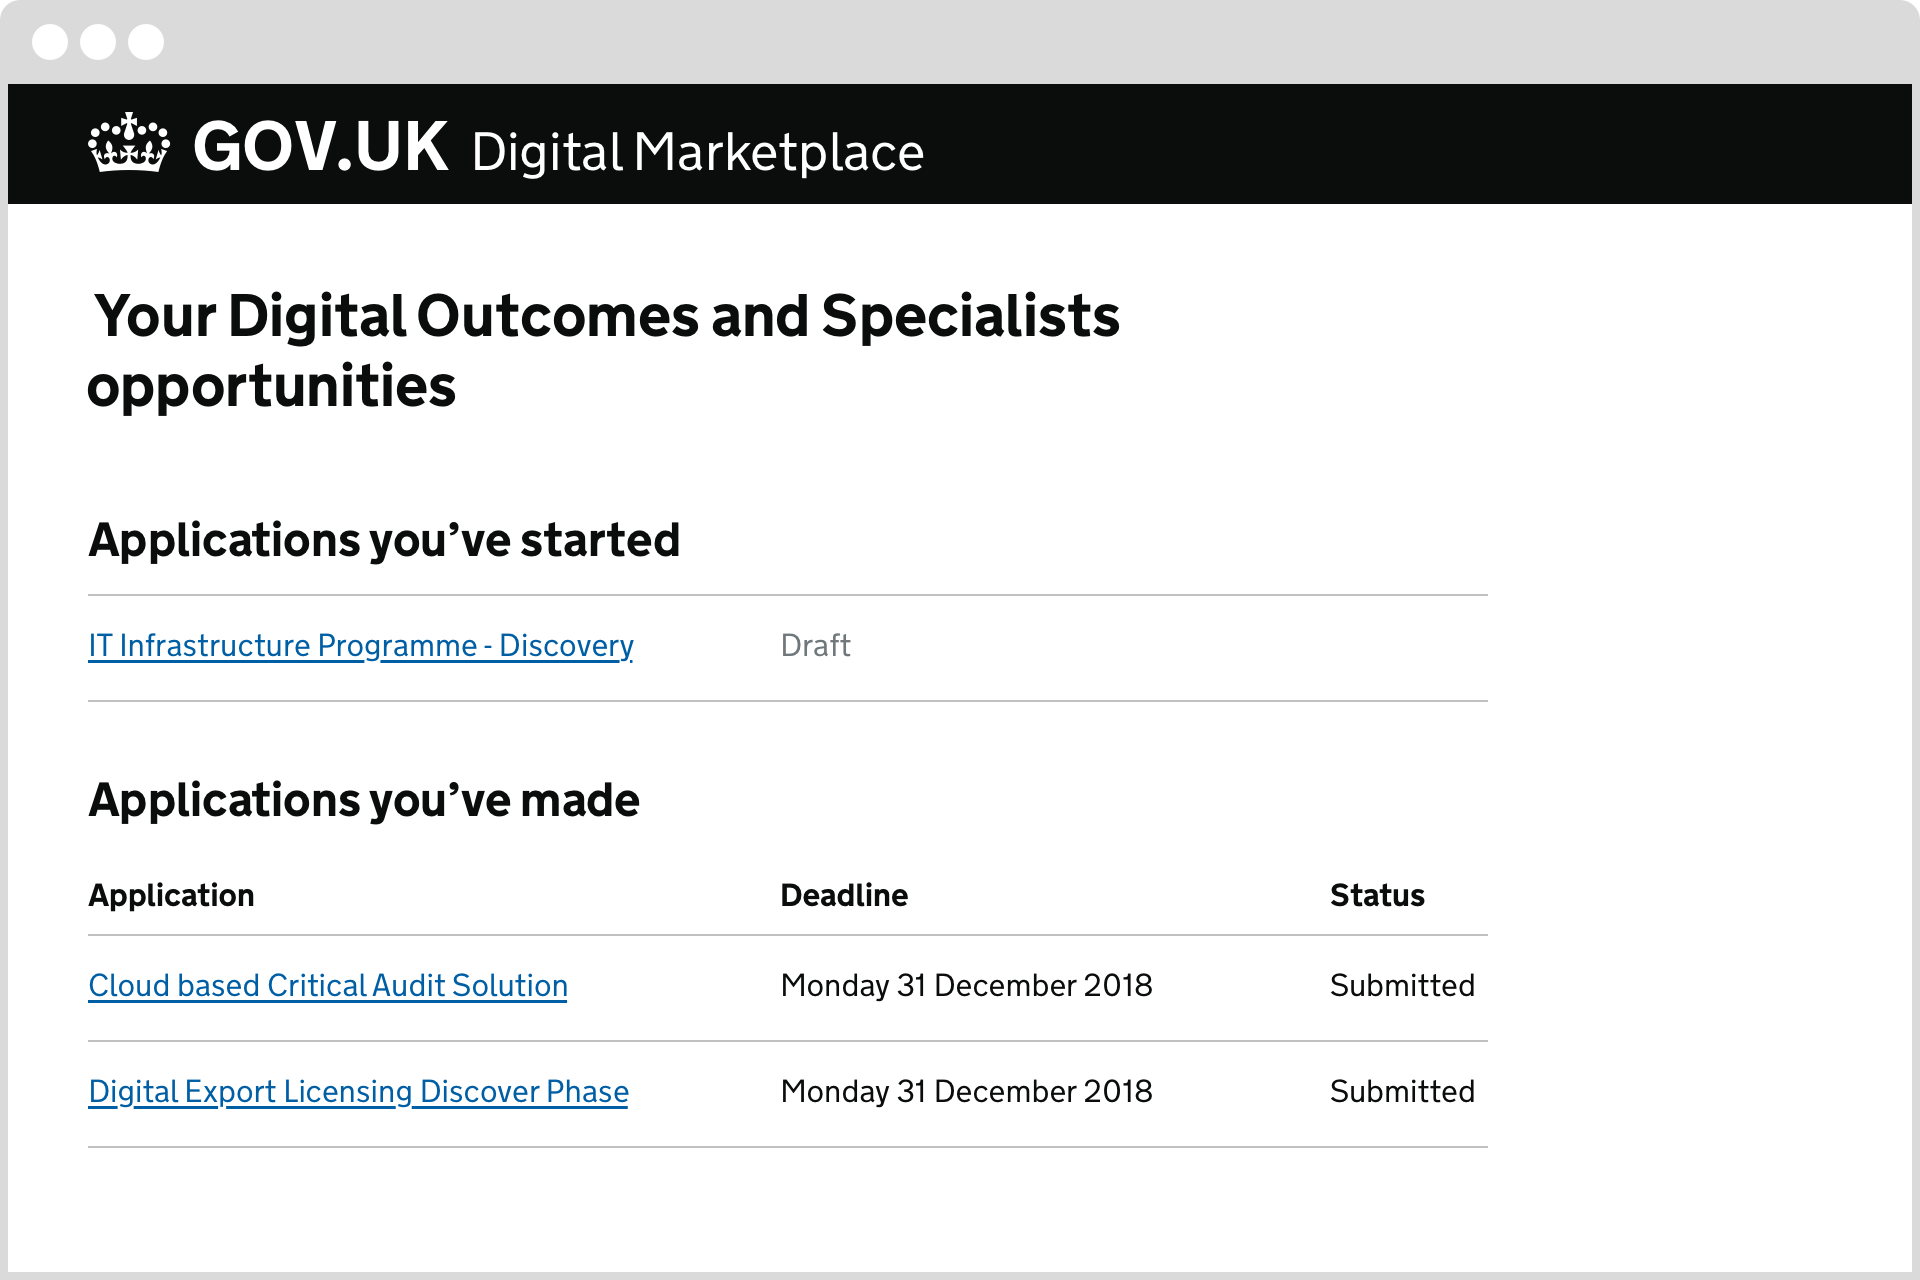 GOV.UK Digital Marketplace
Your Digital Outcomes and Specialists
opportunities
Applications you’ve started
IT Infrastructure Programme - Discovery Draft
Applications you’ve made
Application Deadline Status
Cloud based Critical Audit Solution Monday 31 December 2018 Submitted
Digital Export Licensing Discover Phase Monday 31 December 2018 Submitted